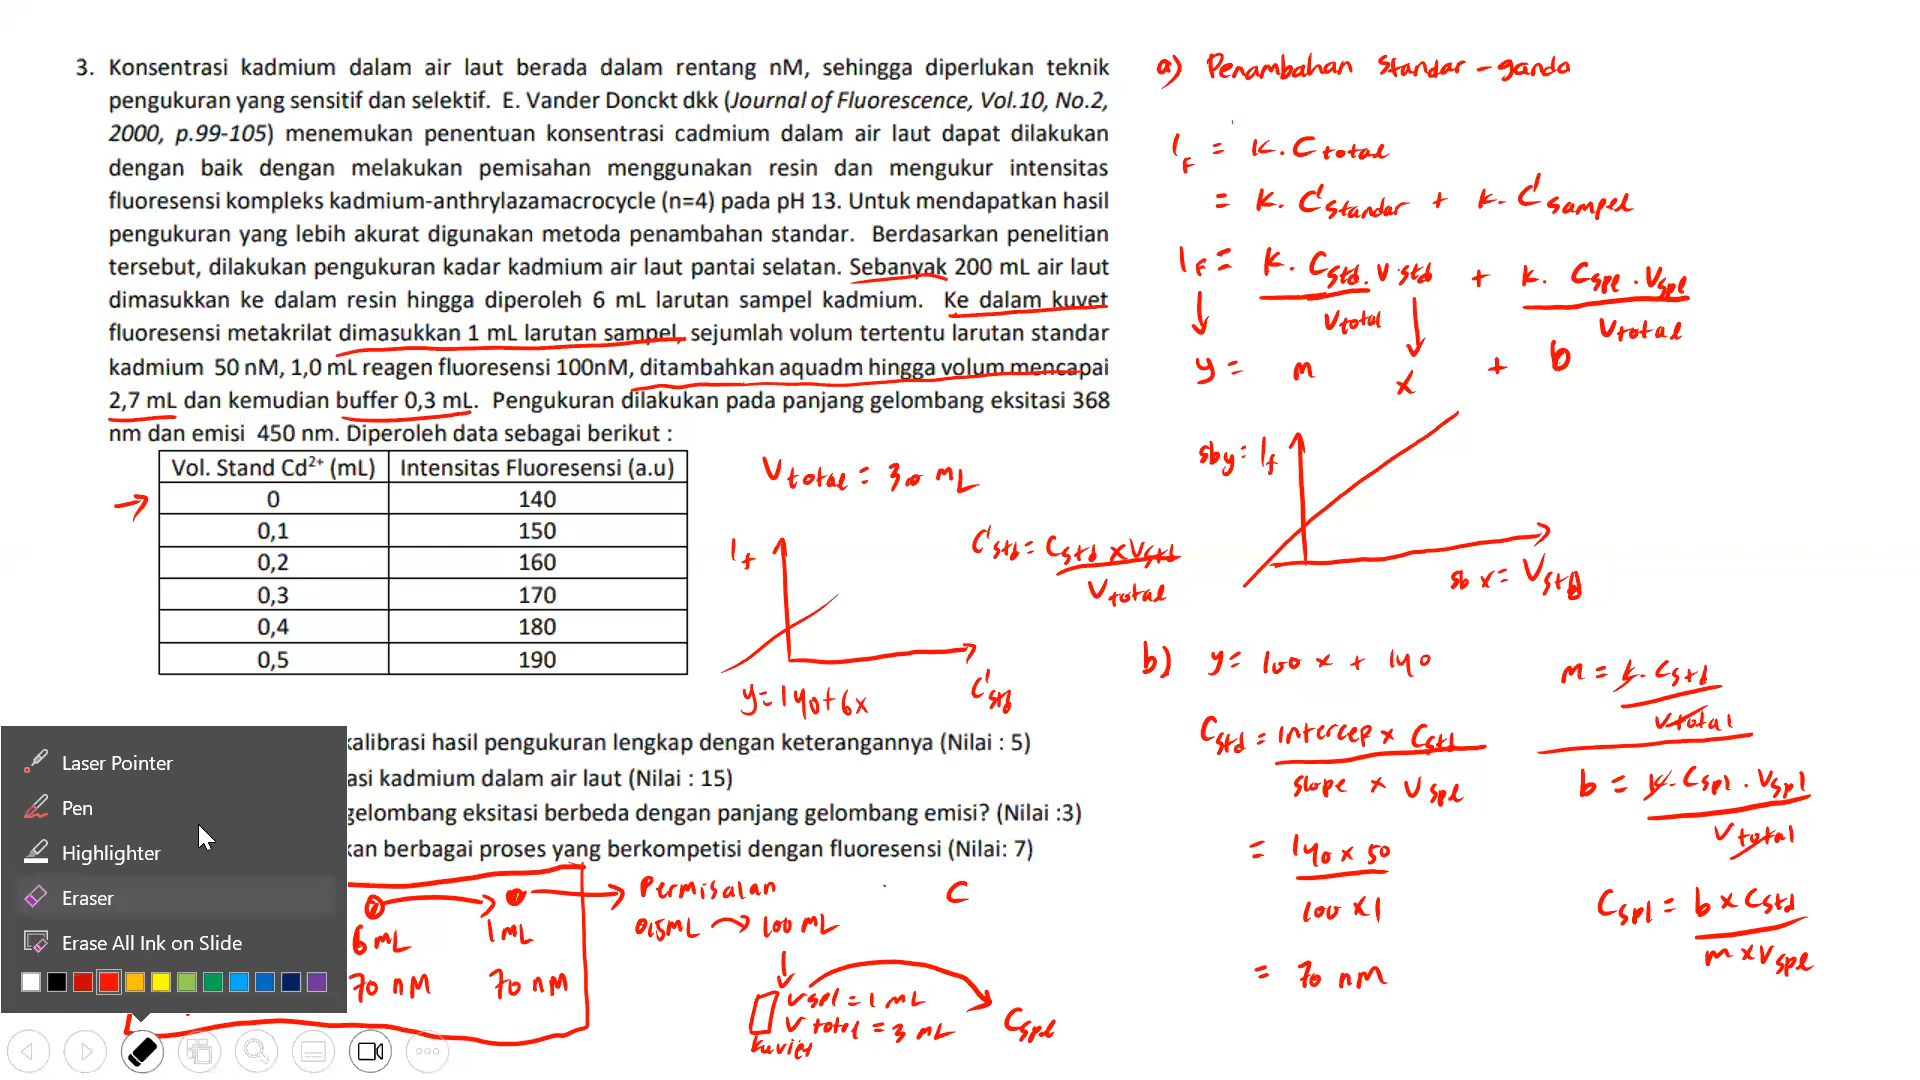 3. Konsentrasi kadmium dalam air laut berada dalam rentang nM, sehingga diperlukan teknik
pengukuran yang sensitif dan selektif. E. Vander Donckt dkk (Journal of Fluorescence, Vol.10, No.2,
2000, p.99-105) menemukan penentuan konsentrasi cadmium dalam air laut dapat dilakukan
dengan baik dengan melakukan pemisahan menggunakan resin dan mengukur intensitas
fluoresensi kompleks kadmium-anthrylazamacrocycle (n=4) pada pH 13. Untuk mendapatkan hasil
pengukuran yang lebih akurat digunakan metoda penambahan standar. Berdasarkan penelitian
tersebut, dilakukan pengukuran kadar kadmium air laut pantai selatan. Sebanyak 200 mL air laut
dimasukkan ke dalam resin hingga diperoleh 6 mL larutan sampel kadmium. Ke dalam kuvet
fluoresensi metakrilat dimasukkan 1 mL larutan sampel, sejumlah volum tertentu larutan standar
kadmium 50 nM, 1,0 mL reagen fluoresensi 100nM, ditambahkan aquadm hingga volum mencapai
2,7 mL dan kemudian buffer 0,3 mL. Pengukuran dilakukan pada panjang gelombang eksitasi 368
nm dan emisi 450 nm. Diperoleh data sebagai berikut :
Vol. Stand Cd²⁺ (mL) Intensitas Fluoresensi (a.u)
0 140
0,1 150
0,2 160
0,3 170
0,4 180
0,5 190
Vtotal = 3,0 mL
If
C'std = Cstd x Vstd
Vtotal
C'std
y = 140 + 6x
kalibrasi hasil pengukuran lengkap dengan keterangannya (Nilai : 5)
asi kadmium dalam air laut (Nilai : 15)
gelombang eksitasi berbeda dengan panjang gelombang emisi? (Nilai :3)
kan berbagai proses yang berkompetisi dengan fluoresensi (Nilai: 7)
6 mL 1 mL
70 nM 70 nM
Permisalan
0,5 mL → 100 mL
C
Vspl = 1 mL
Vtotal = 3 mL
kuvet
Cspl
a) Penambahan Standar - ganda
IF = k. Ctotal
= k. C'standar + k. C'sampel
IF = k. Cstd. Vstd + k. Cspl. Vspl
Vtotal Vtotal
y = m x + b
sb y = If
sb x = Vstd
b) y = 100 x + 140
Cstd = intercep x Cstd
slope x Vspl
= 140 x 50
100 x 1
= 70 nM
m = k. Cstd
Vtotal
b = k. Cspl. Vspl
Vtotal
Cspl = b x Cstd
m x Vspl
Laser Pointer
Pen
Highlighter
Eraser
Erase All Ink on Slide